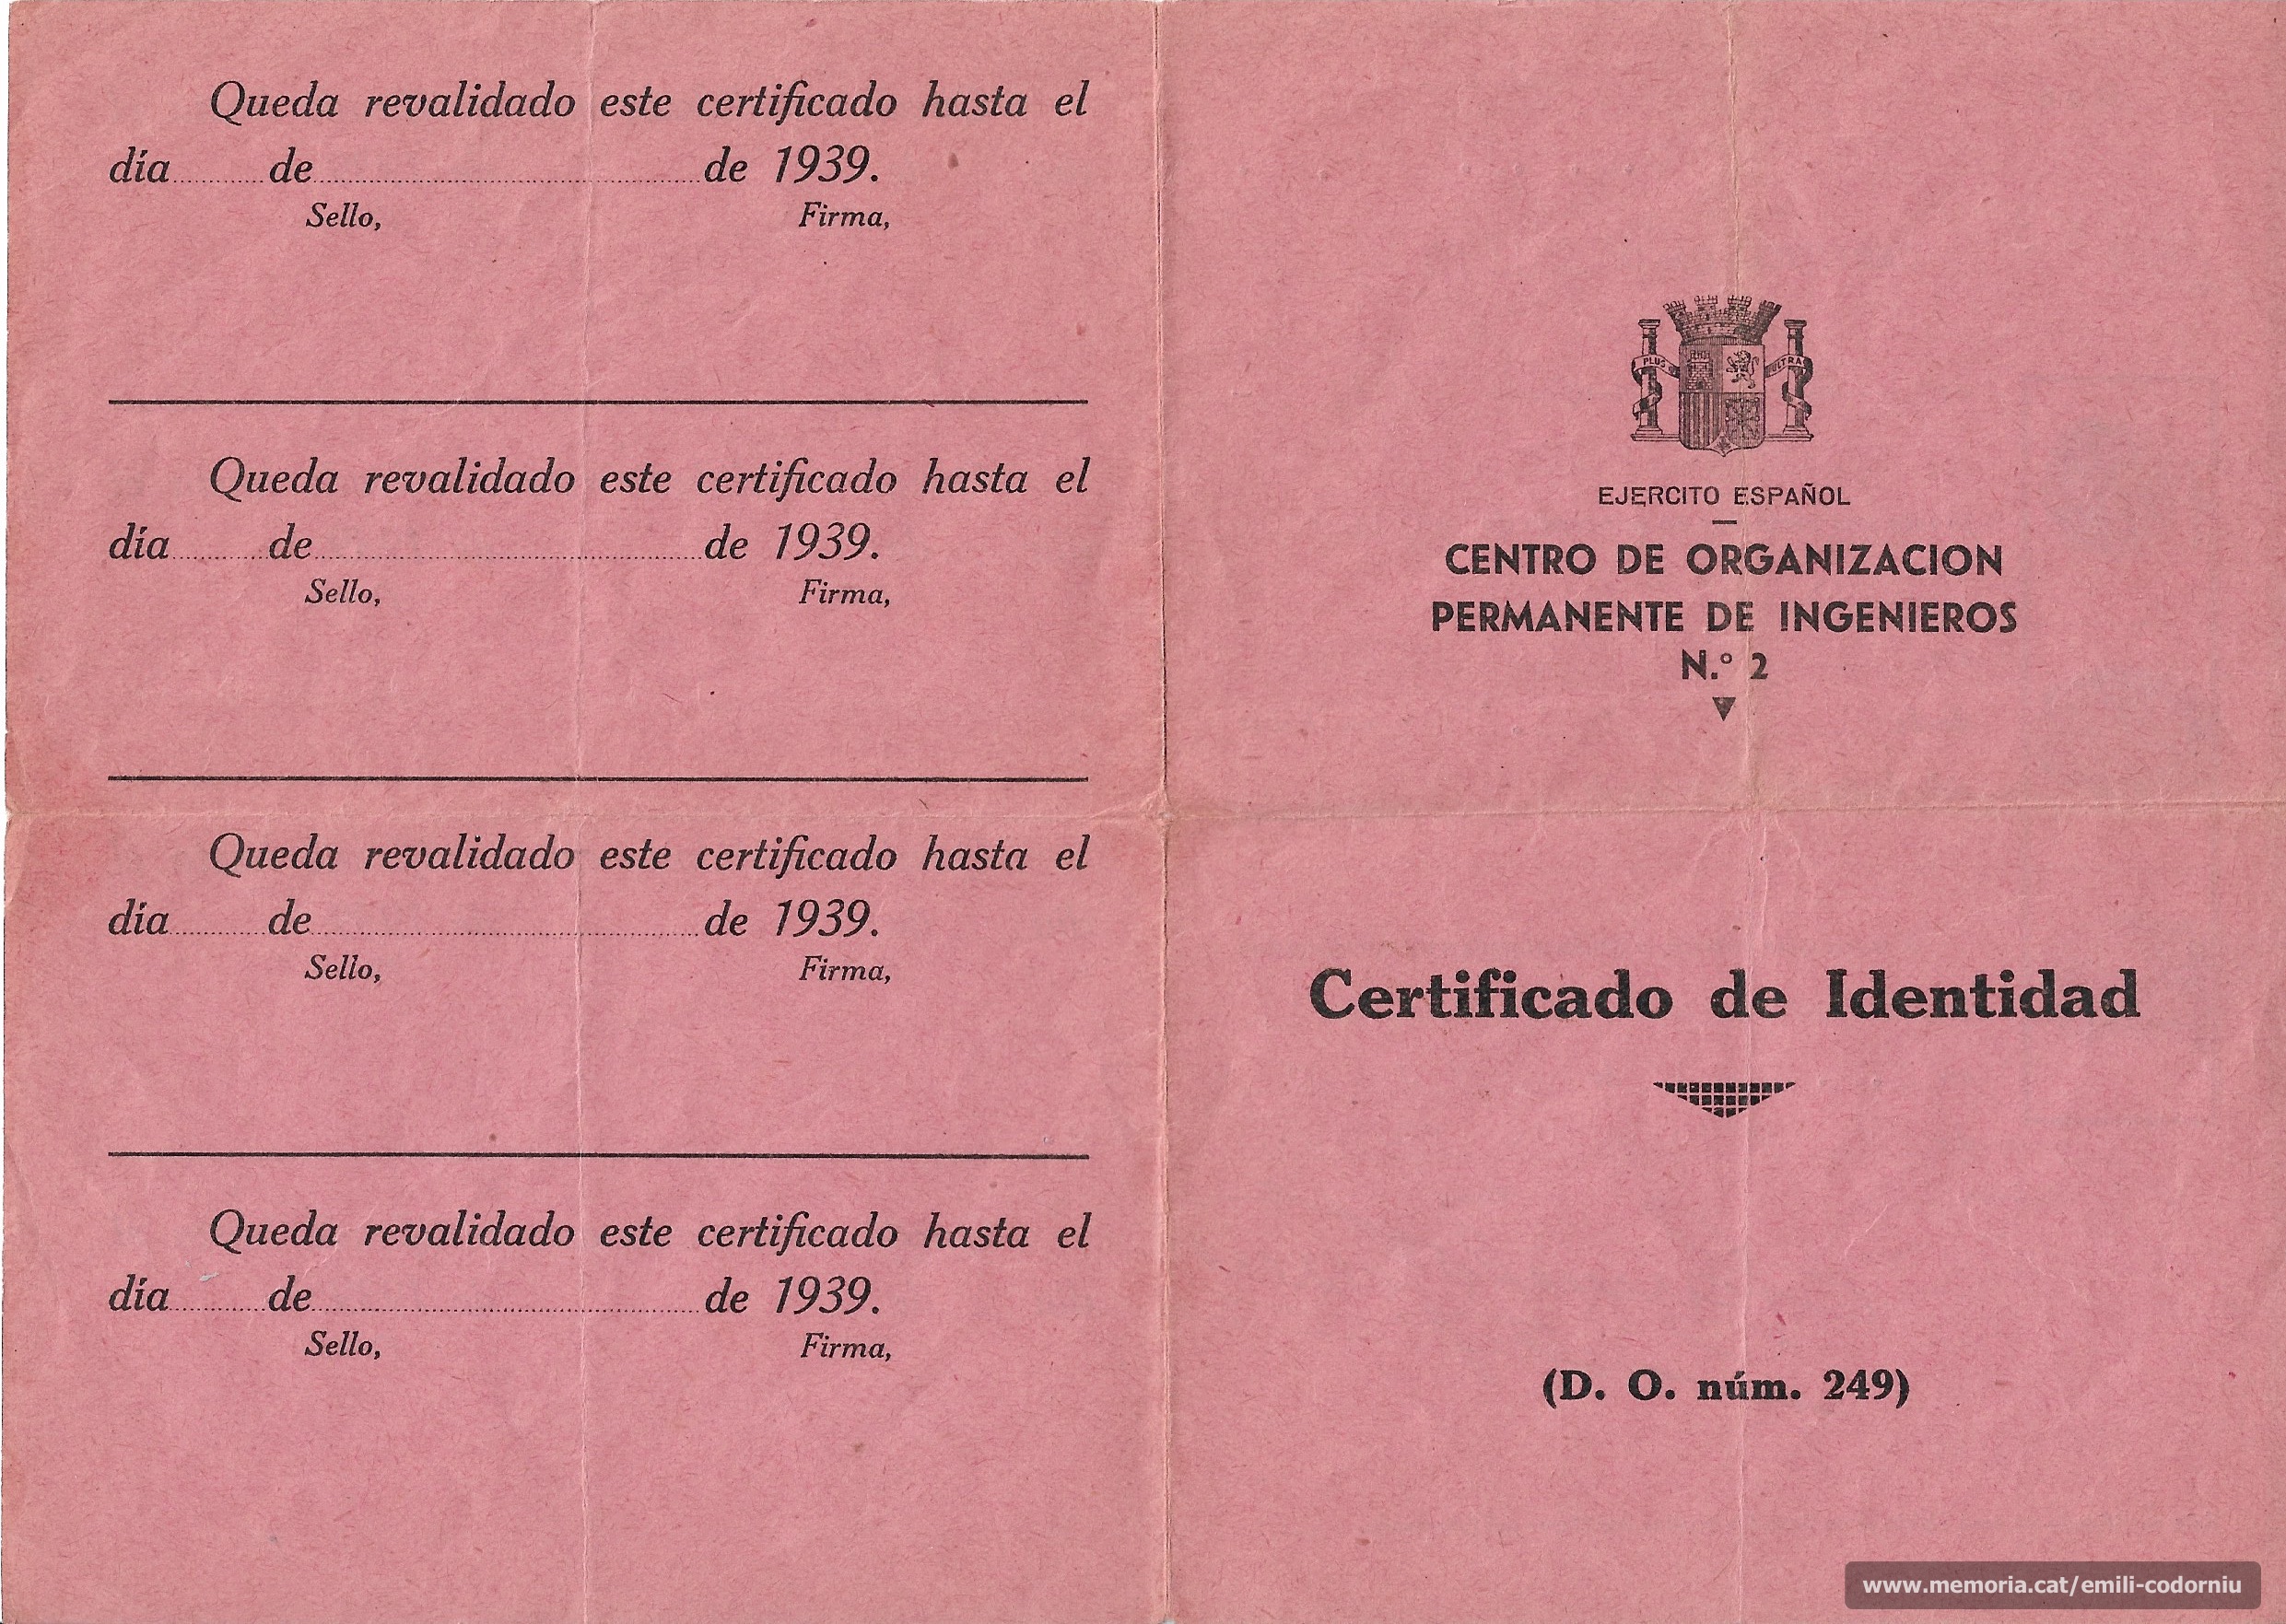 Queda revalidado este certificado hasta el
día..........de..........de 1939.
Sello, Firma,
Queda revalidado este certificado hasta el
día..........de..........de 1939.
Sello, Firma,
Queda revalidado este certificado hasta el
día..........de..........de 1939.
Sello, Firma,
Queda revalidado este certificado hasta el
día..........de..........de 1939.
Sello, Firma,
PLUS ULTRA
EJERCITO ESPAÑOL
CENTRO DE ORGANIZACION
PERMANENTE DE INGENIEROS
N.º 2
Certificado de Identidad
(D. O. núm. 249)
www.memoria.cat/emili-codorniu